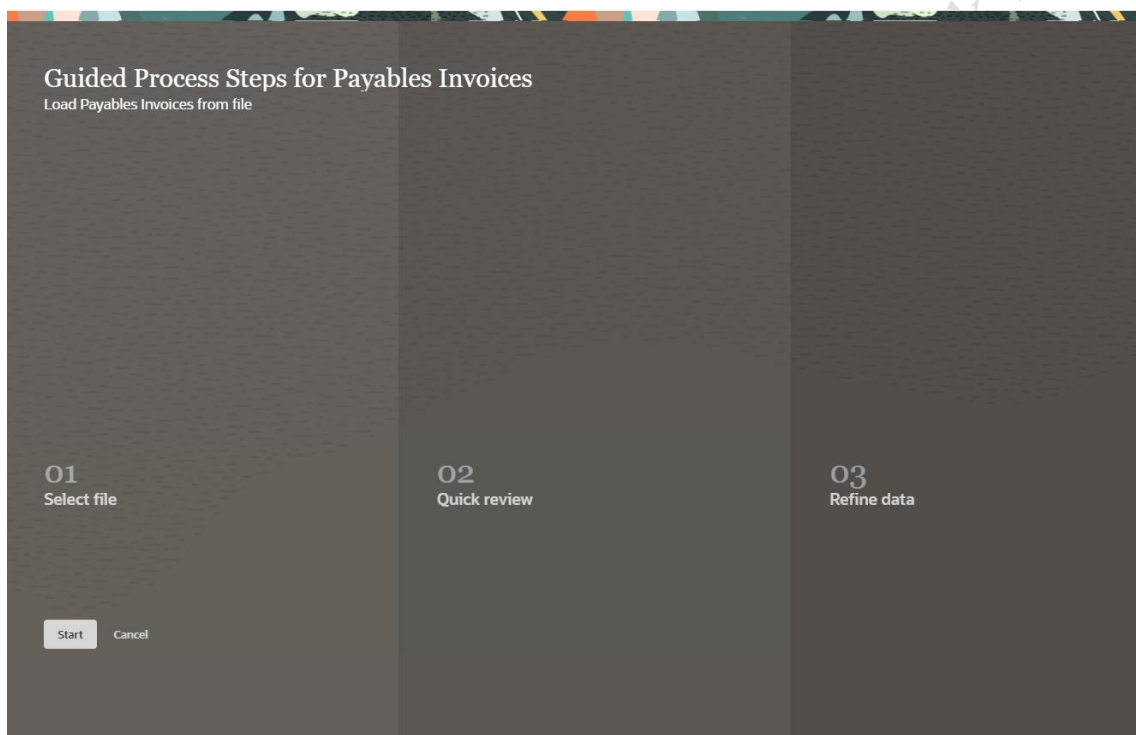 Guided Process Steps for Payables Invoices
Load Payables Invoices from file
01
Select file
02
Quick review
03
Refine data
Start
Cancel